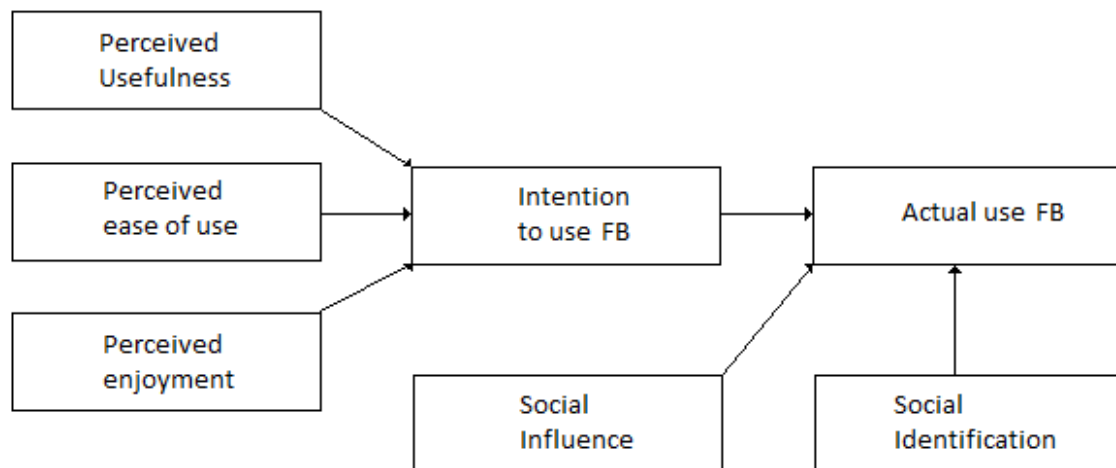 Perceived
Usefulness
Perceived
ease of use
Intention
to use FB
Actual use FB
Perceived
enjoyment
Social
Influence
Social
Identification